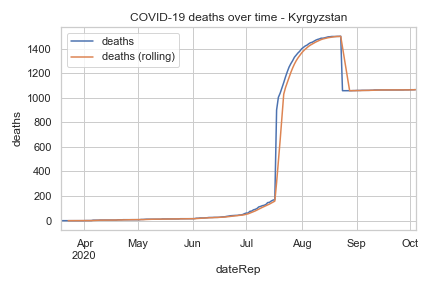 COVID-19 deaths over time - Kyrgyzstan
deaths
deaths (rolling)
1400
1200
1000
800
600
400
200
0
deaths
Apr May Jun Jul Aug Sep Oct
2020
dateRep